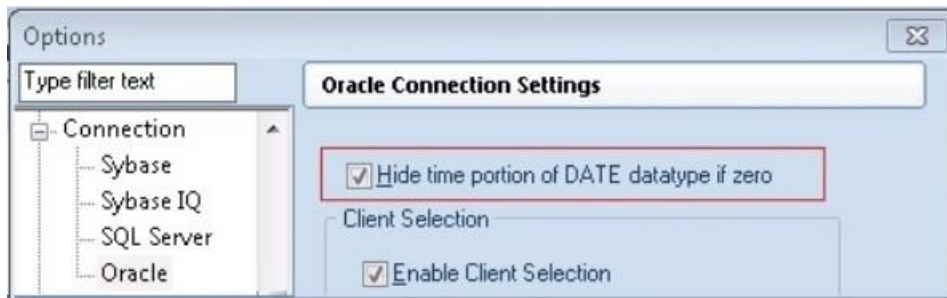 Options
Type filter text
Oracle Connection Settings
Connection
Sybase
Sybase IQ
SQL Server
Oracle
Hide time portion of DATE datatype if zero
Client Selection
Enable Client Selection